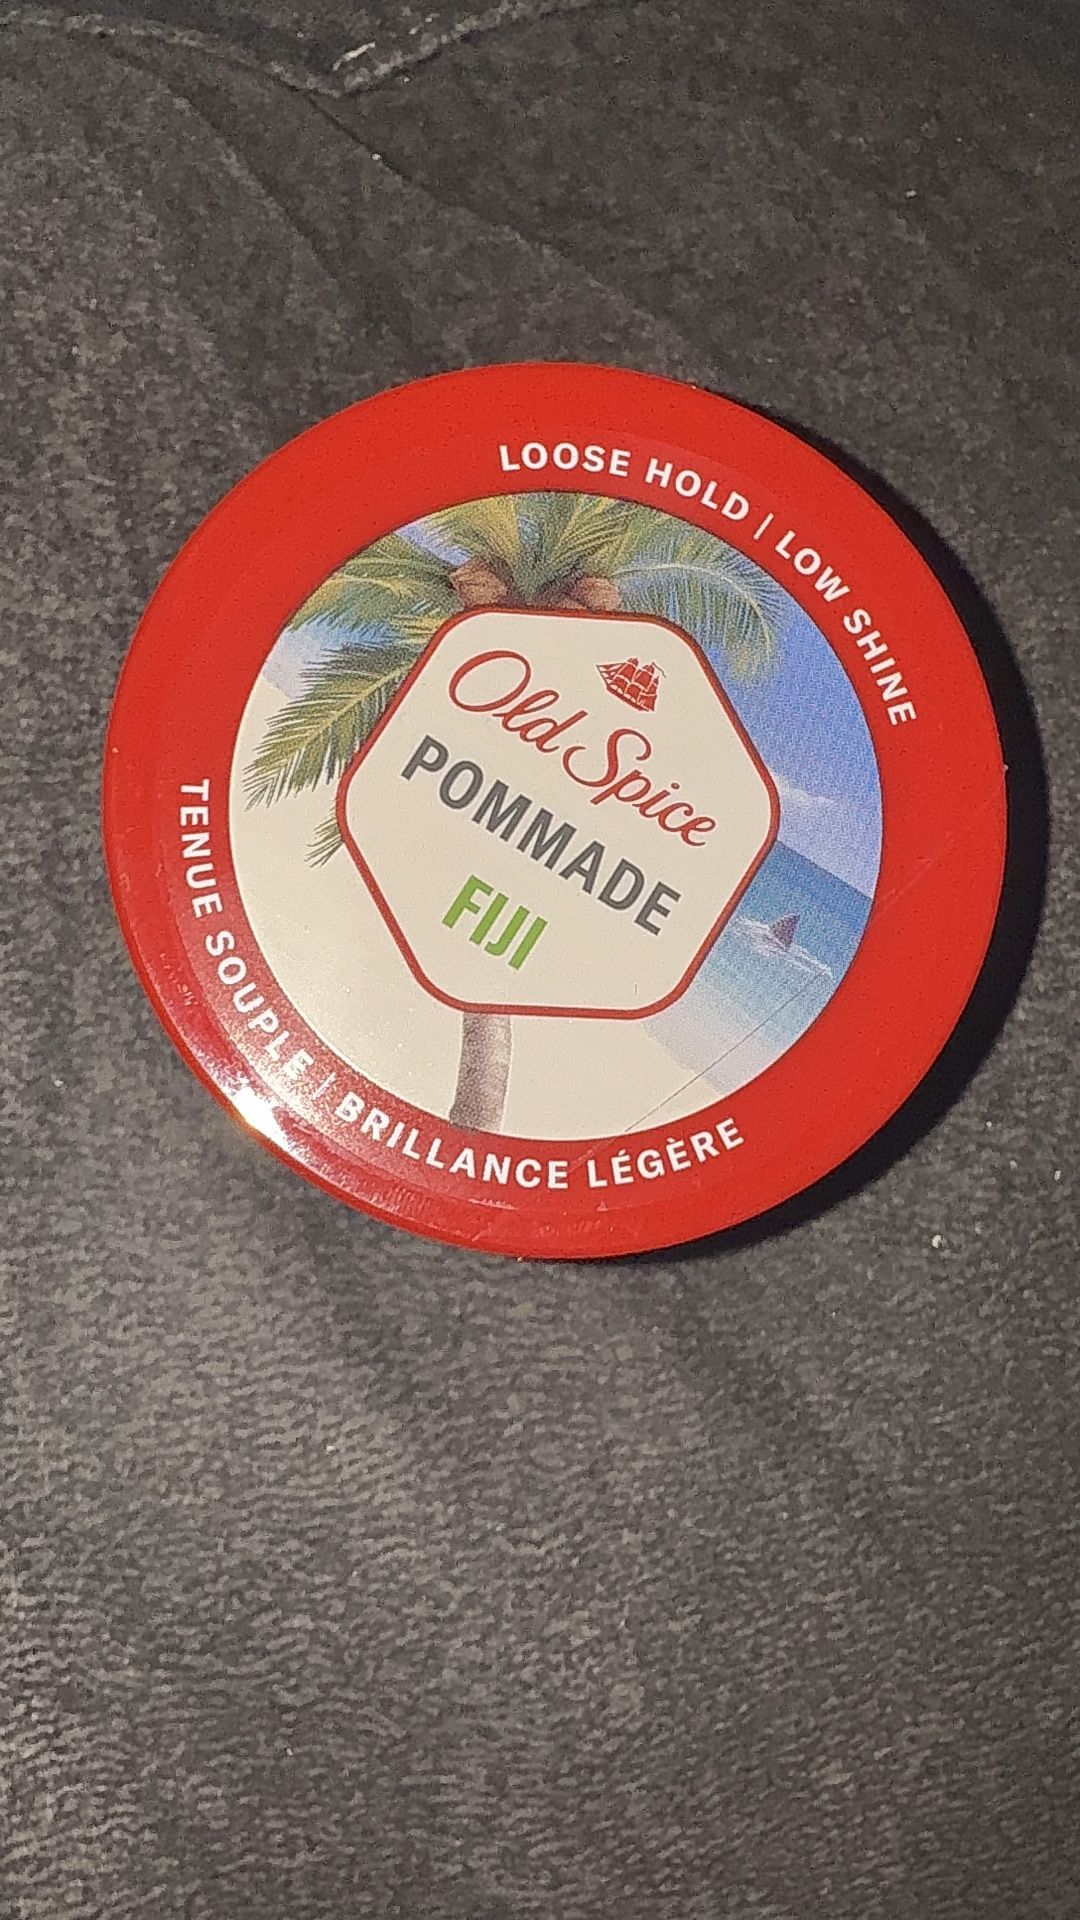 LOOSE HOLD | LOW SHINE
Old Spice
POMMADE
FIJI
TENUE SOUPLE | BRILLANCE LÉGÈRE